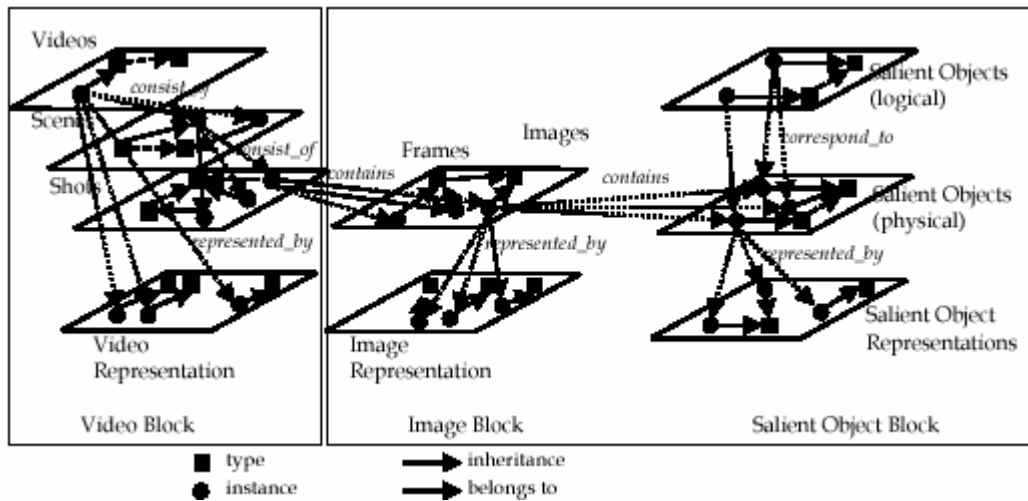 Videos
consist_of
Scenes
consist_of
Shots
represented_by
Video
Representation
Video Block
Images
Frames
contains
contains
represented_by
Image
Representation
Image Block
Salient Objects
(logical)
correspond_to
Salient Objects
(physical)
represented_by
Salient Object
Representations
Salient Object Block
type
inheritance
instance
belongs to